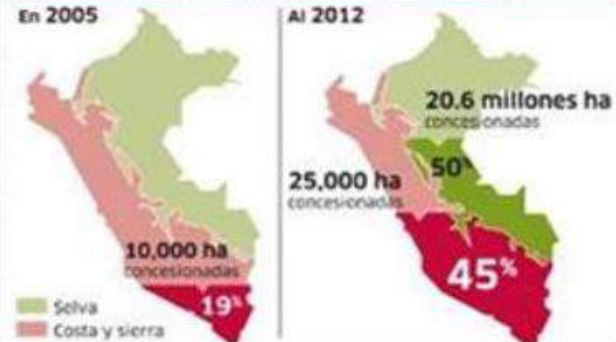 En 2005
10,000 ha
concesionadas
19%
Selva
Costa y sierra
Al 2012
20.6 millones ha
concesionadas
50%
25,000 ha
concesionadas
45%